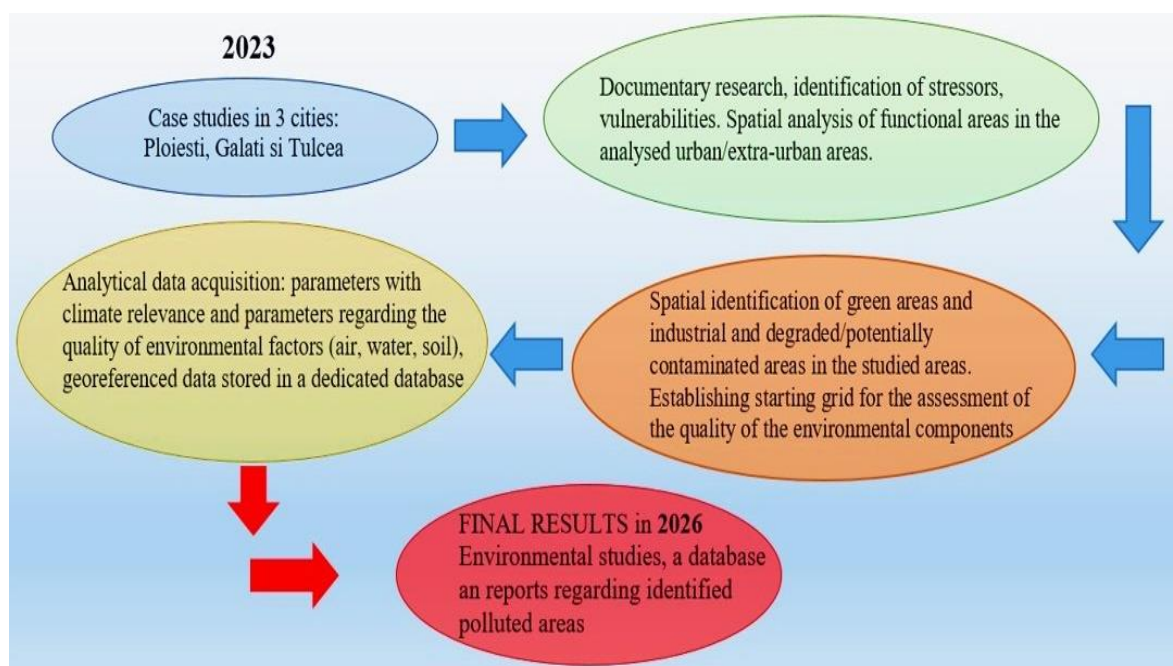 2023
Case studies in 3 cities:
Ploiesti, Galati si Tulcea
Documentary research, identification of stressors,
vulnerabilities. Spatial analysis of functional areas in the
analysed urban/extra-urban areas.
Spatial identification of green areas and
industrial and degraded/potentially
contaminated areas in the studied areas.
Establishing starting grid for the assessment of
the quality of the environmental components
Analytical data acquisition: parameters with
climate relevance and parameters regarding the
quality of environmental factors (air, water, soil),
georeferenced data stored in a dedicated database
FINAL RESULTS in 2026
Environmental studies, a database
an reports regarding identified
polluted areas